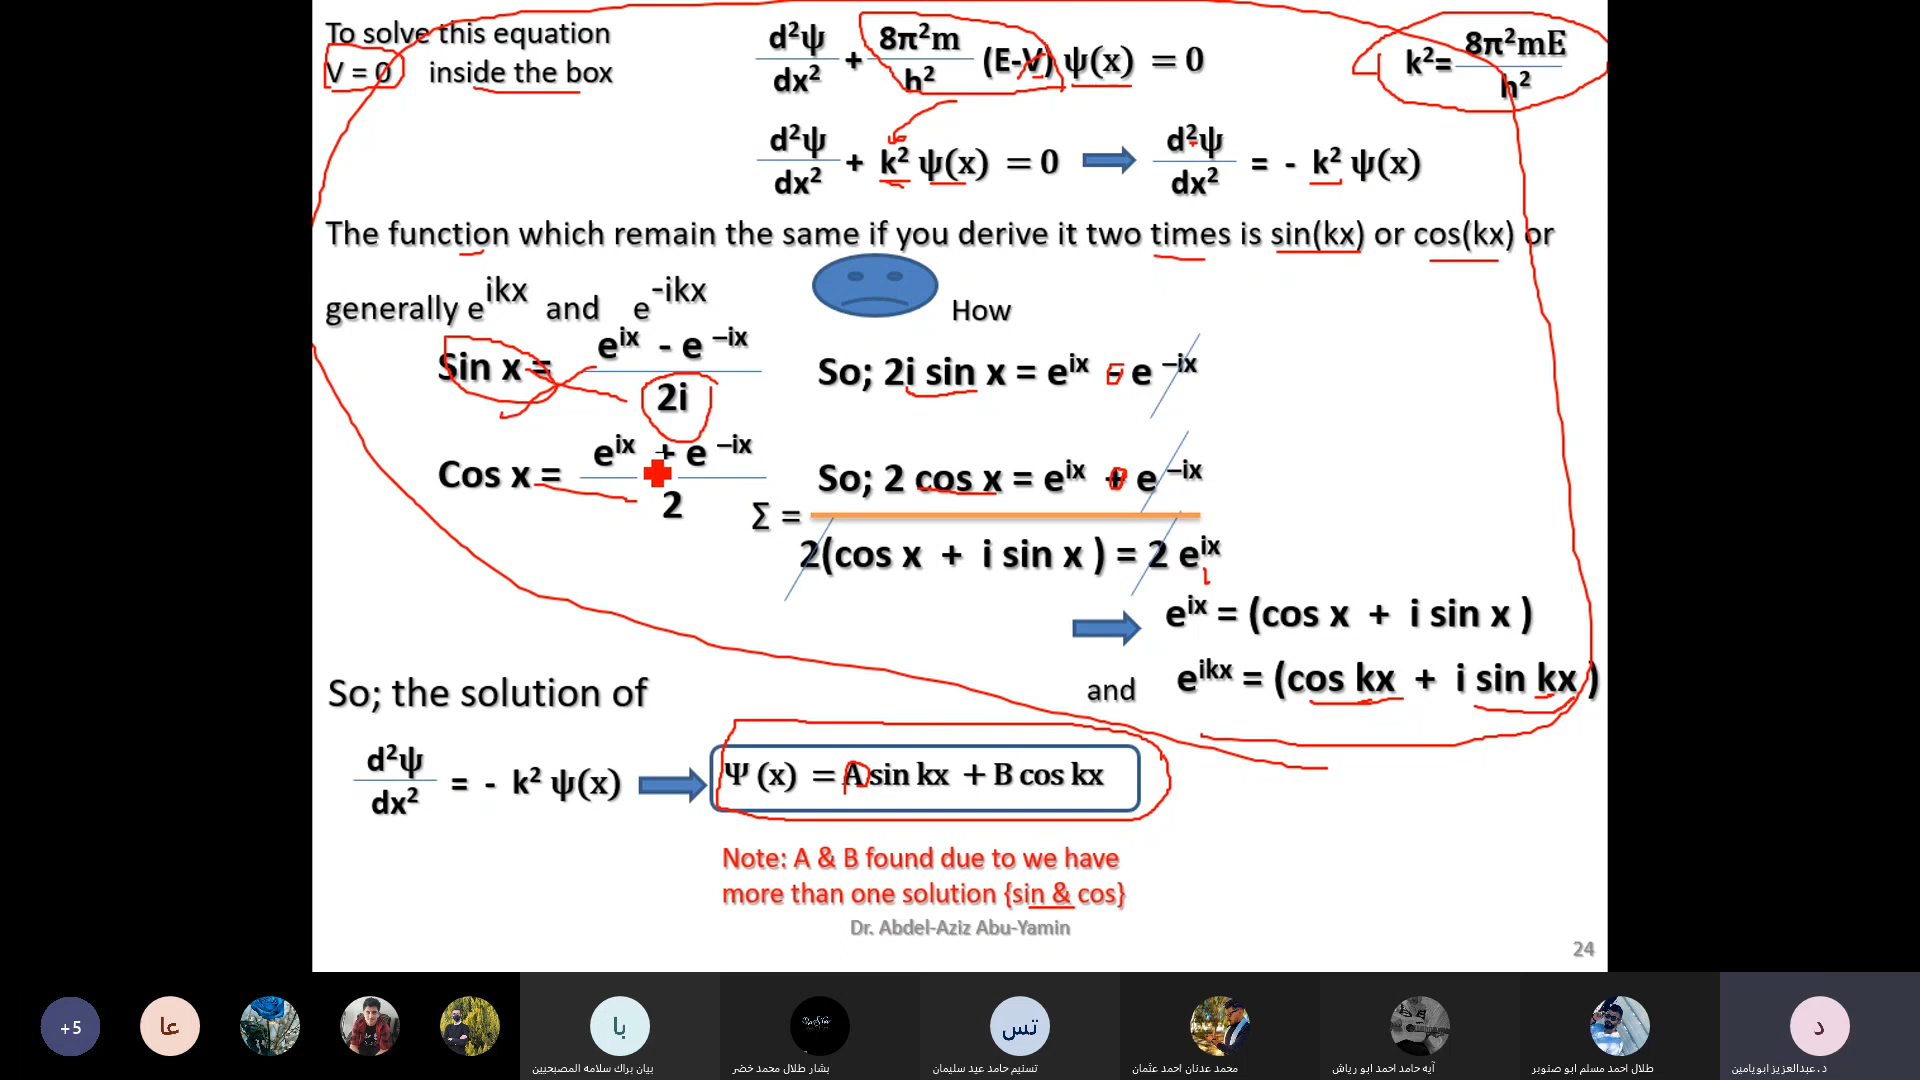 To solve this equation
V = 0 inside the box
d²ψ/dx² + 8π²m/h² (E-V) ψ(x) = 0
k²= 8π²mE/h²
d²ψ/dx² + k² ψ(x) = 0
d²ψ/dx² = - k² ψ(x)
The function which remain the same if you derive it two times is sin(kx) or cos(kx) or
generally e^ikx and e^-ikx
How
Sin x = e^ix - e^–ix / 2i
So; 2i sin x = e^ix - e^–ix
Cos x = e^ix + e^–ix / 2
So; 2 cos x = e^ix + e^–ix
Σ =
2(cos x + i sin x ) = 2 e^ix
e^ix = (cos x + i sin x )
and e^ikx = (cos kx + i sin kx )
So; the solution of
d²ψ/dx² = - k² ψ(x)
Ψ (x) = A sin kx + B cos kx
Note: A & B found due to we have
more than one solution {sin & cos}
Dr. Abdel-Aziz Abu-Yamin
24
+5
عا
با
تس
د
بيان براك سلامه المصبحيين
بشار طلال محمد خضر
تسنيم حامد عيد سليمان
محمد عدنان احمد عثمان
آيه حامد احمد ابو رياش
طلال احمد مسلم ابو صنوبر
د.عبدالعزيز ابويامين